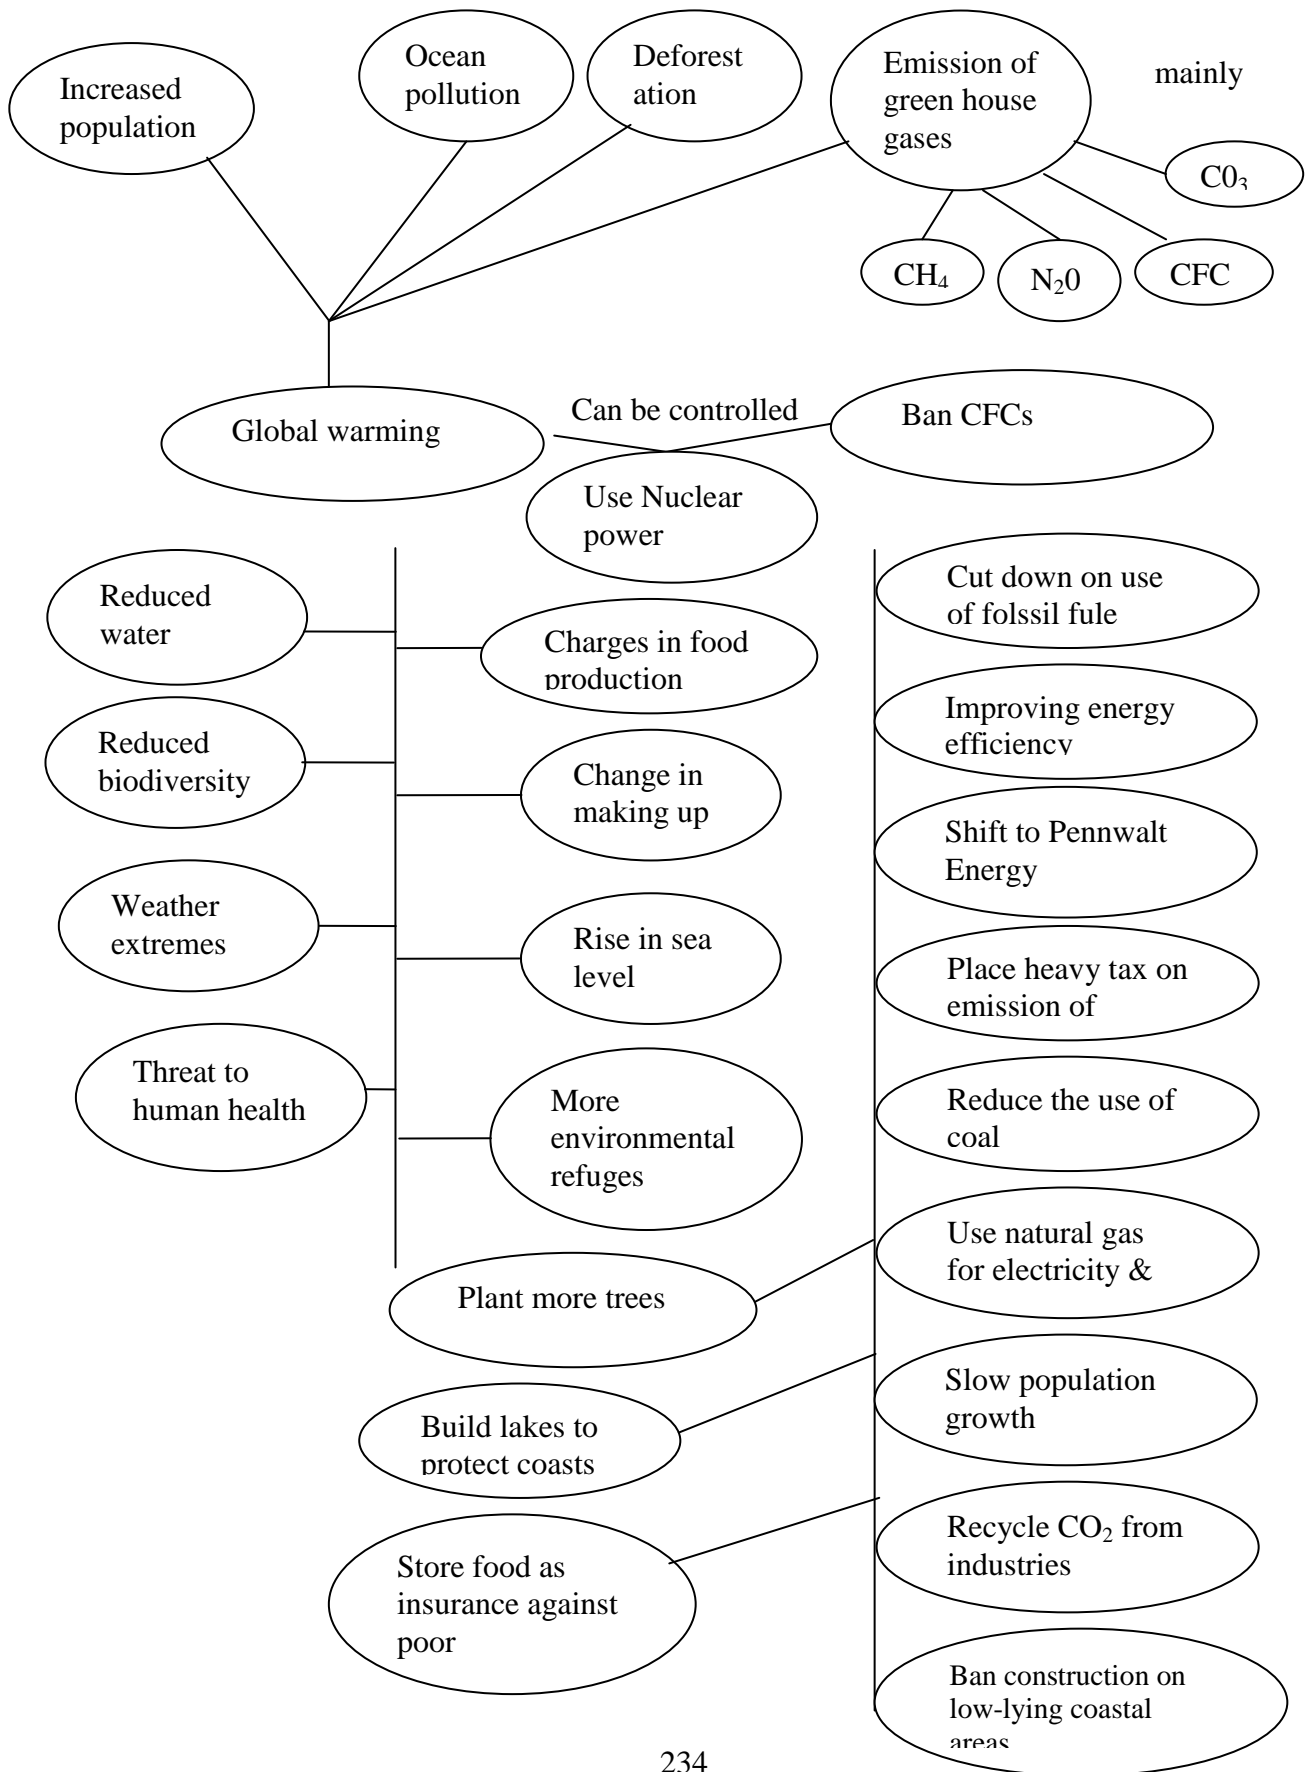 Increased
population
Ocean
pollution
Deforest
ation
Emission of
green house
gases
mainly
C0₃
CH₄
N₂0
CFC
Global warming
Can be controlled
Ban CFCs
Use Nuclear
power
Reduced
water
Charges in food
production
Cut down on use
of folssil fule
Reduced
biodiversity
Change in
making up
Improving energy
efficiency
Shift to Pennwalt
Energy
Weather
extremes
Rise in sea
level
Place heavy tax on
emission of
Threat to
human health
More
environmental
refuges
Reduce the use of
coal
Plant more trees
Use natural gas
for electricity &
Build lakes to
protect coasts
Slow population
growth
Store food as
insurance against
poor
Recycle CO₂ from
industries
Ban construction on
low-lying coastal
areas
234